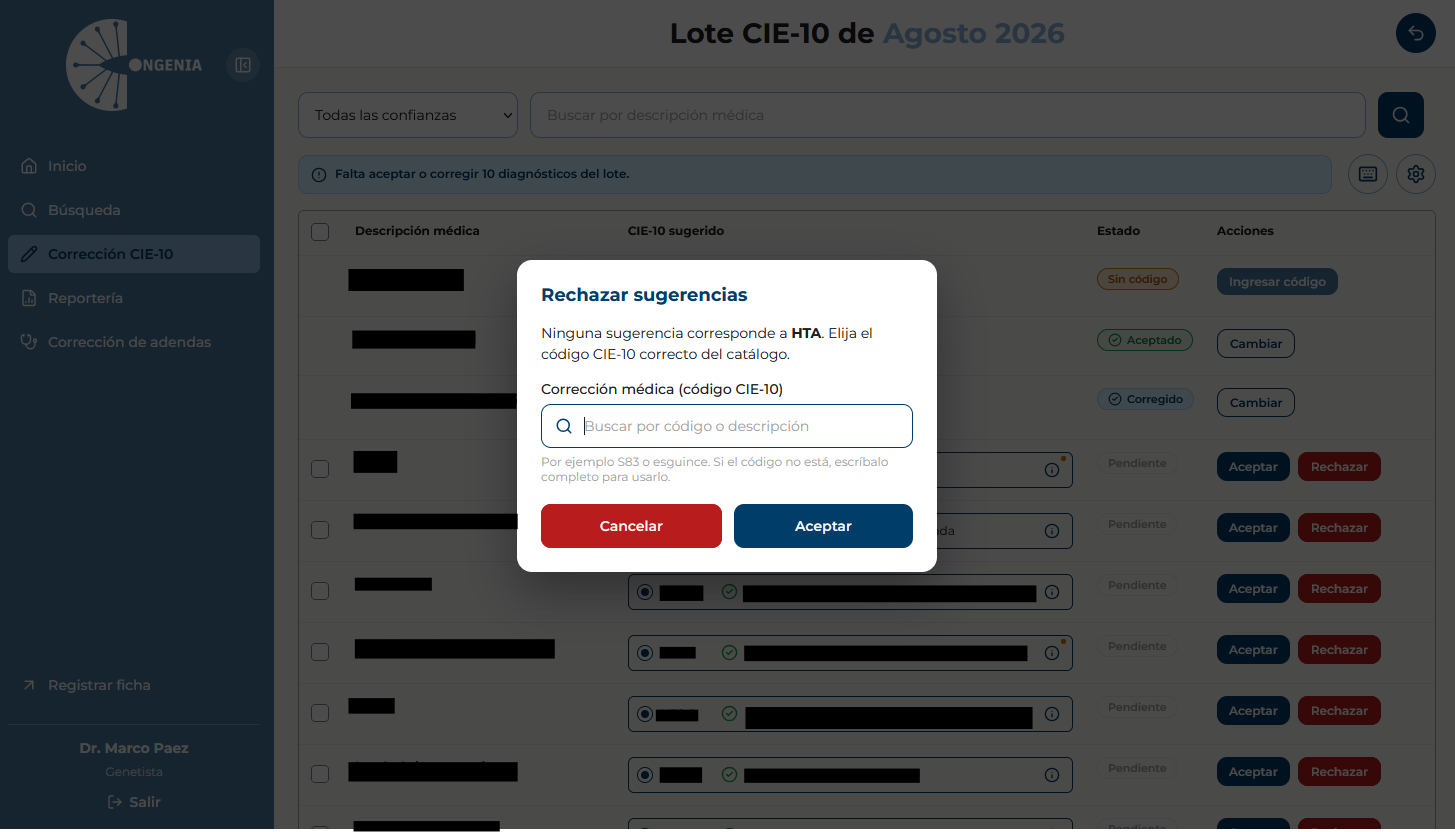 ONGENIA
Inicio
Búsqueda
Corrección CIE-10
Reportería
Corrección de adendas
Registrar ficha
Dr. Marco Paez
Genetista
Salir
Lote CIE-10 de Agosto 2026
Todas las confianzas
Buscar por descripción médica
Falta aceptar o corregir 10 diagnósticos del lote.
Descripción médica CIE-10 sugerido Estado Acciones
Sin código Ingresar código
Aceptado Cambiar
Corregido Cambiar
Rechazar sugerencias
Ninguna sugerencia corresponde a HTA. Elija el
código CIE-10 correcto del catálogo.
Corrección médica (código CIE-10)
Buscar por código o descripción
Por ejemplo S83 o esguince. Si el código no está, escríbalo
completo para usarlo.
Cancelar Aceptar
Pendiente Aceptar Rechazar
Pendiente Aceptar Rechazar
Pendiente Aceptar Rechazar
Pendiente Aceptar Rechazar
Pendiente Aceptar Rechazar
Pendiente Aceptar Rechazar